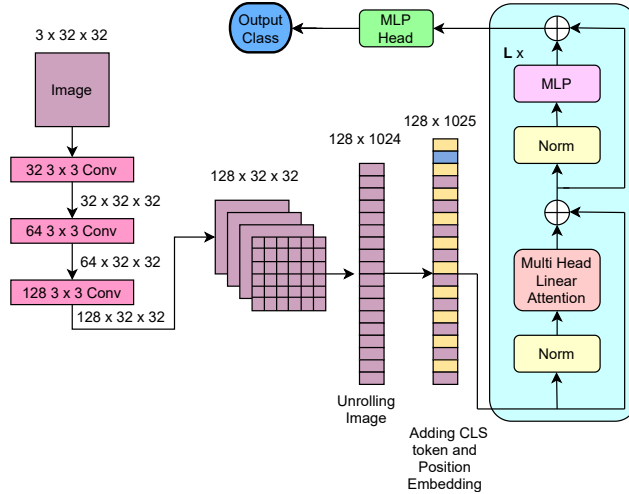 3 x 32 x 32
Image
32 3 x 3 Conv
32 x 32 x 32
64 3 x 3 Conv
64 x 32 x 32
128 3 x 3 Conv
128 x 32 x 32
128 x 32 x 32
128 x 1024
Unrolling
Image
128 x 1025
Adding CLS
token and
Position
Embedding
Norm
Multi Head
Linear
Attention
Norm
MLP
L x
MLP
Head
Output
Class